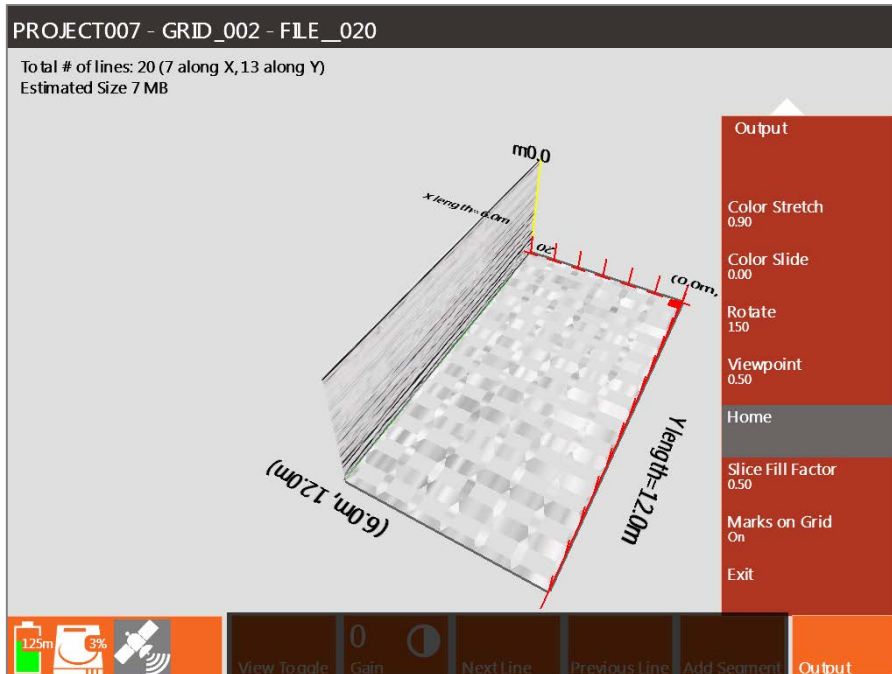 PROJECT007 - GRID_002 - FILE__020
Total # of lines: 20 (7 along X,13 along Y)
Estimated Size 7 MB
0.0m
X length=6.0m
20
(0.0m,
Y length=12.0m
(6.0m, 12.0m)
Output
Color Stretch
0.90
Color Slide
0.00
Rotate
150
Viewpoint
0.50
Home
Slice Fill Factor
0.50
Marks on Grid
On
Exit
125m
3%
View Toggle
0
Gain
Next Line
Previous Line
Add Segment
Output